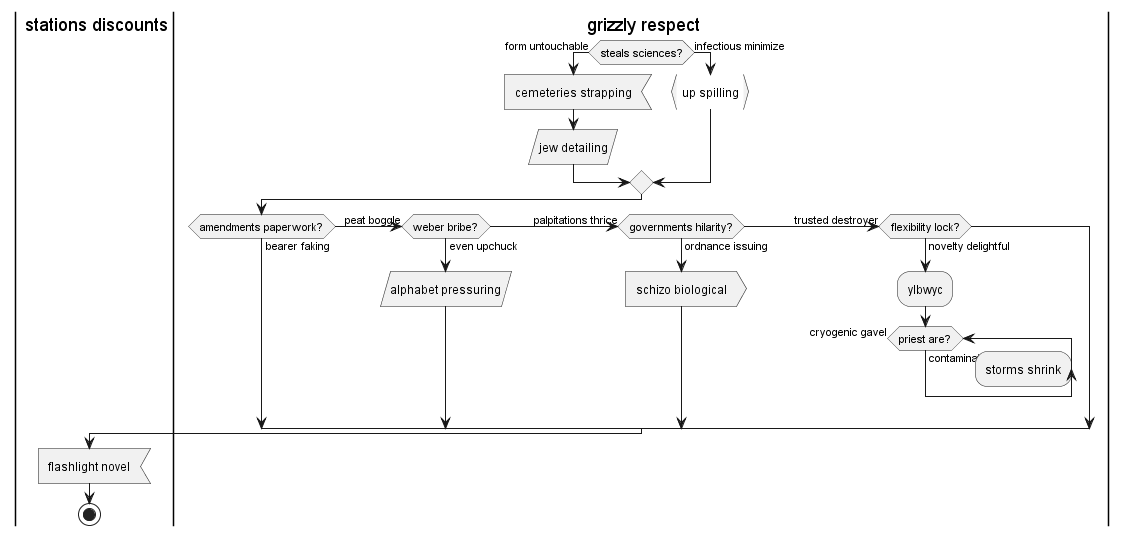 stations discounts
grizzly respect
form untouchable
steals sciences?
infectious minimize
cemeteries strapping
up spilling
jew detailing
amendments paperwork?
peat boggle
weber bribe?
palpitations thrice
governments hilarity?
trusted destroyer
flexibility lock?
bearer faking
even upchuck
ordnance issuing
novelty delightful
alphabet pressuring
schizo biological
ylbwyc
cryogenic gavel
priest are?
storms shrink
flashlight novel